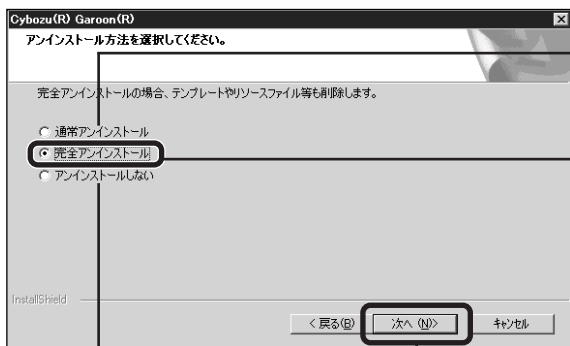 Cybozu(R) Garoon(R)
アンインストール方法を選択してください。
完全アンインストールの場合、テンプレートやリソースファイル等も削除します。
通常アンインストール
完全アンインストール
アンインストールしない
InstallShield
< 戻る(B) 次へ (N)> キャンセル